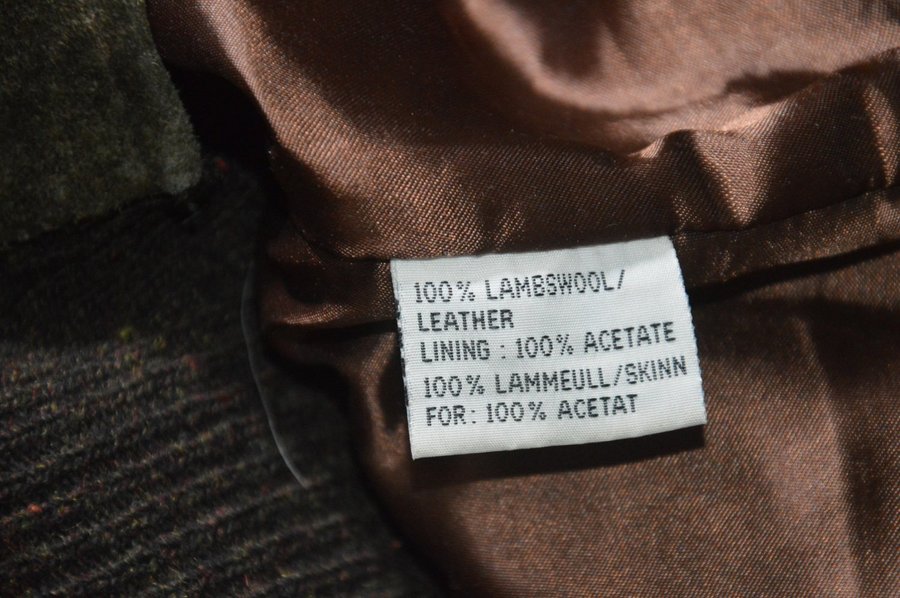 100% LAMBSWOOL/
LEATHER
LINING : 100% ACETATE
100% LAMMEULL/SKINN
FOR: 100% ACETAT